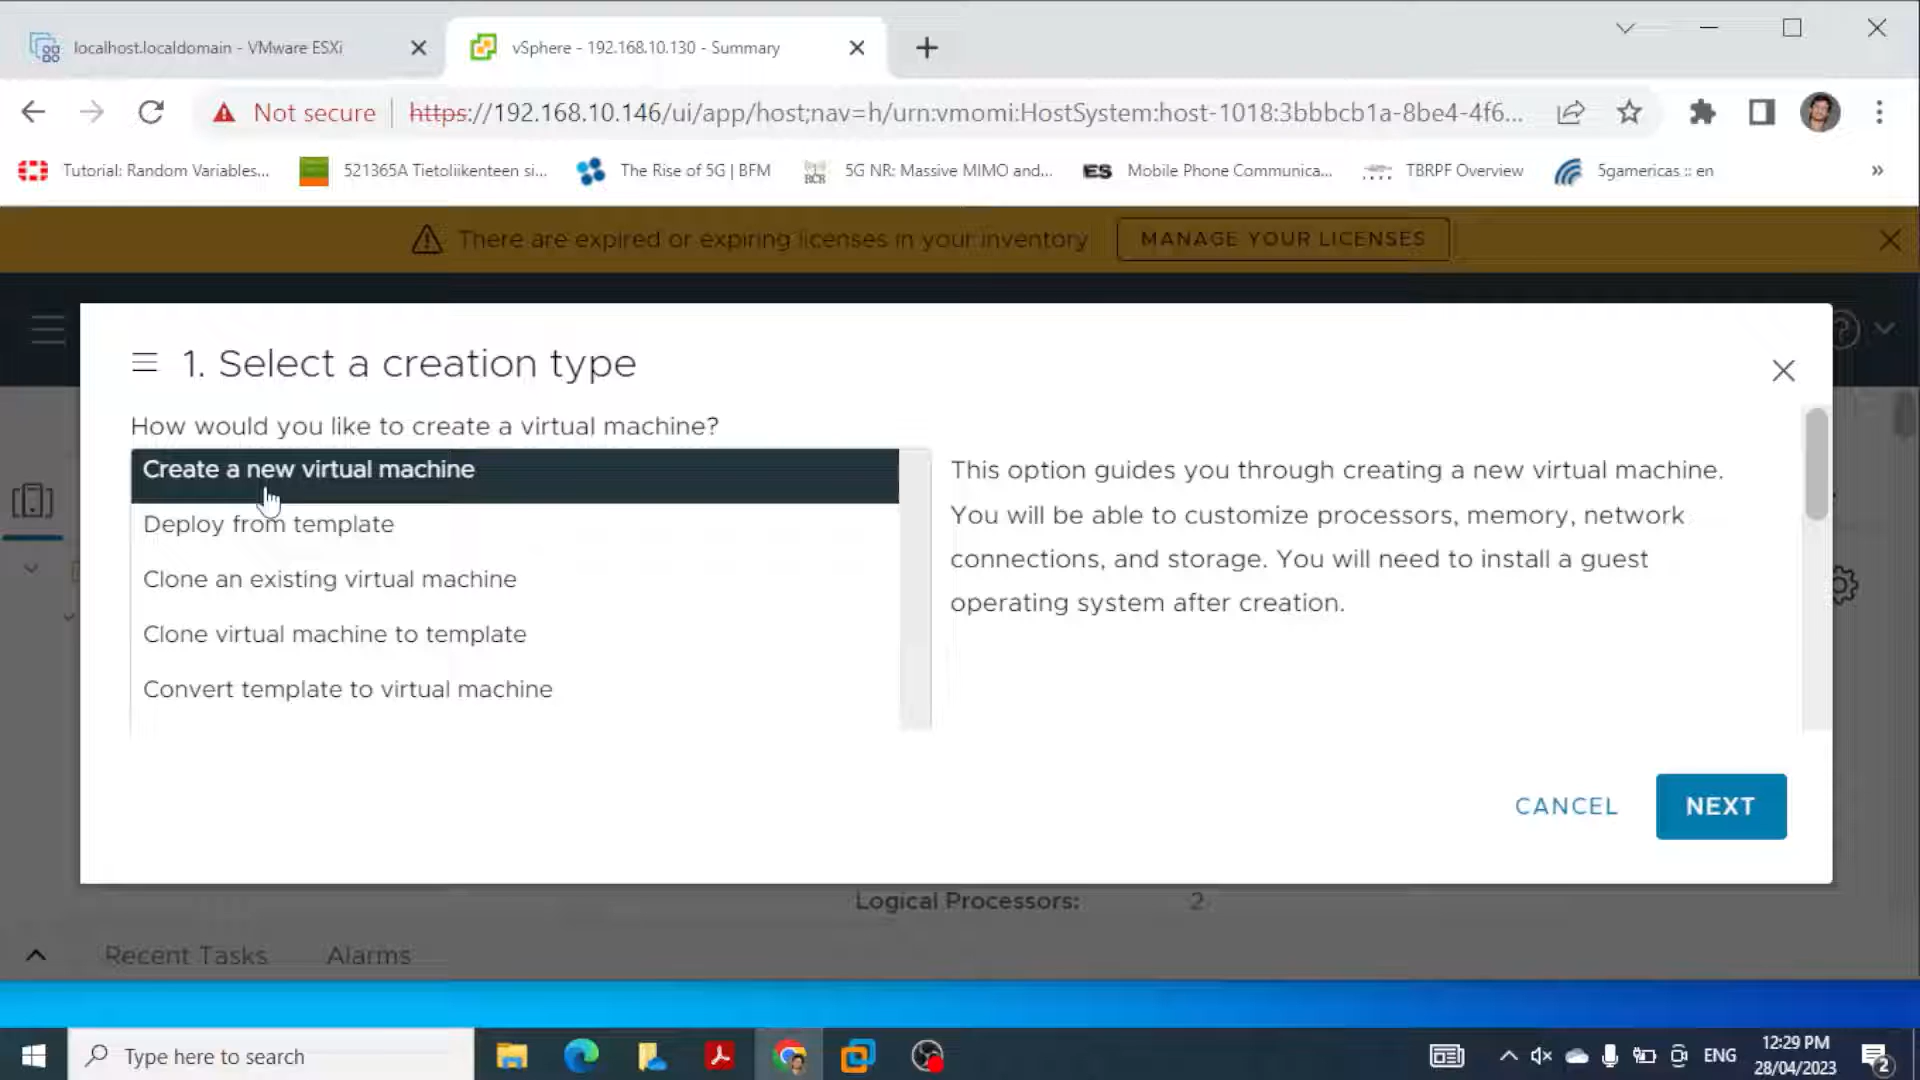 localhost.localdomain - VMware ESXi
vSphere - 192.168.10.130 - Summary
Not secure
https://192.168.10.146/ui/app/host;nav=h/urn:vmomi:HostSystem:host-1018:3bbbcb1a-8be4-4f6...
Tutorial: Random Variables...
521365A Tietoliikenteen si...
The Rise of 5G | BFM
BCR
5G NR: Massive MIMO and...
ES
Mobile Phone Communica...
TBRPF Overview
5gamericas :: en
»
There are expired or expiring licenses in your inventory
MANAGE YOUR LICENSES
1. Select a creation type
How would you like to create a virtual machine?
Create a new virtual machine
Deploy from template
Clone an existing virtual machine
Clone virtual machine to template
Convert template to virtual machine
This option guides you through creating a new virtual machine.
You will be able to customize processors, memory, network
connections, and storage. You will need to install a guest
operating system after creation.
CANCEL
NEXT
Logical Processors:
2
Recent Tasks
Alarms
Type here to search
ENG
12:29 PM
28/04/2023
2